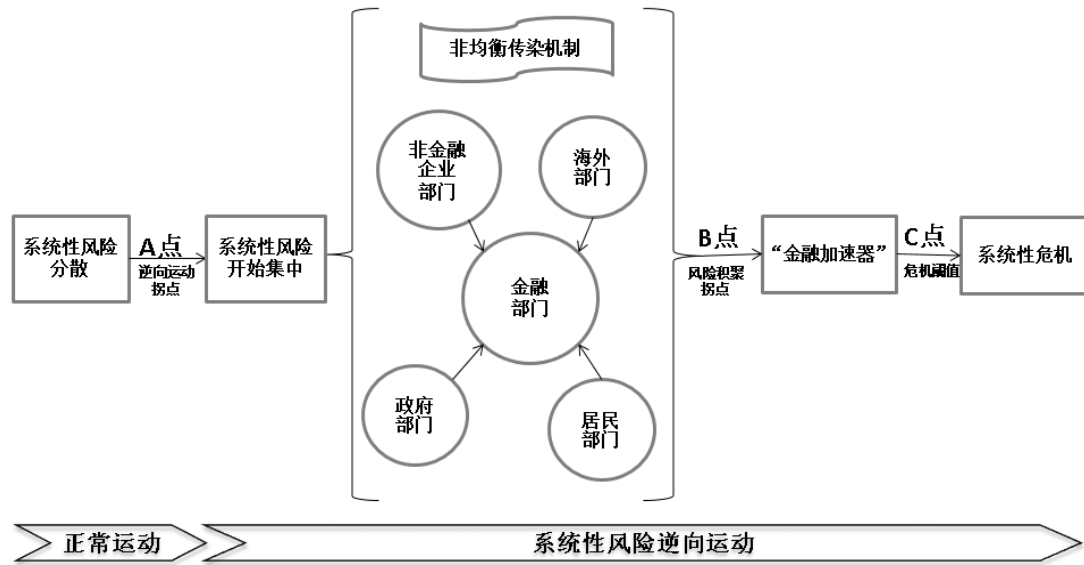 非均衡传染机制
非金融
企业
部门
海外
部门
系统性风险
分散
A点
逆向运动
拐点
系统性风险
开始集中
金融
部门
B点
风险积聚
拐点
“金融加速器”
C点
危机阈值
系统性危机
政府
部门
居民
部门
正常运动
系统性风险逆向运动